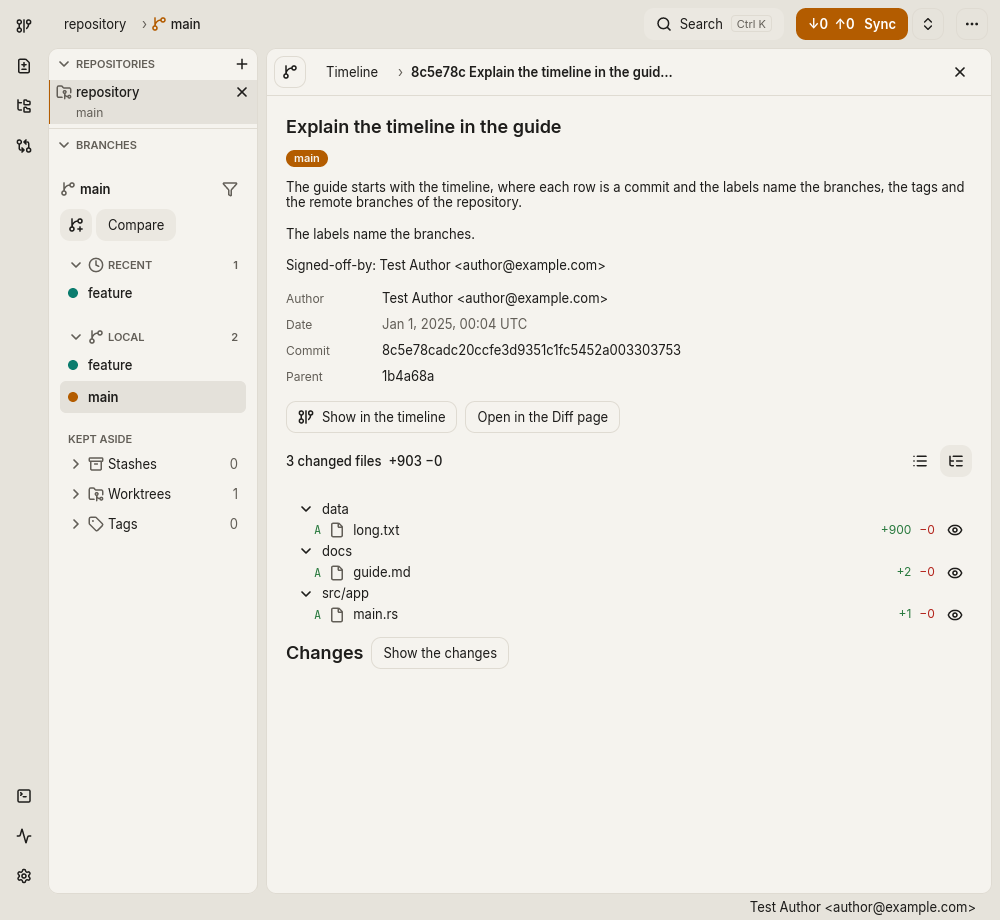 repository › main
Search Ctrl K
↓0 ↑0 Sync
REPOSITORIES
repository
main
BRANCHES
main
Compare
RECENT 1
feature
LOCAL 2
feature
main
KEPT ASIDE
Stashes 0
Worktrees 1
Tags 0
Timeline › 8c5e78c Explain the timeline in the guid...
Explain the timeline in the guide
main
The guide starts with the timeline, where each row is a commit and the labels name the branches, the tags and
the remote branches of the repository.
The labels name the branches.
Signed-off-by: Test Author <author@example.com>
Author Test Author <author@example.com>
Date Jan 1, 2025, 00:04 UTC
Commit 8c5e78cadc20ccfe3d9351c1fc5452a003303753
Parent 1b4a68a
Show in the timeline Open in the Diff page
3 changed files +903 −0
data
A long.txt +900 −0
docs
A guide.md +2 −0
src/app
A main.rs +1 −0
Changes Show the changes
Test Author <author@example.com>